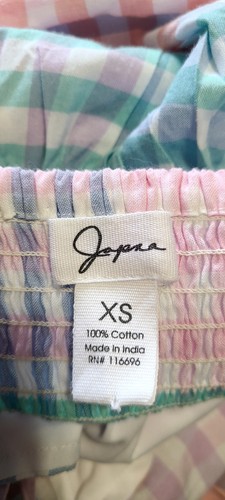 Japna
XS
100% Cotton
Made in India
RN# 116696